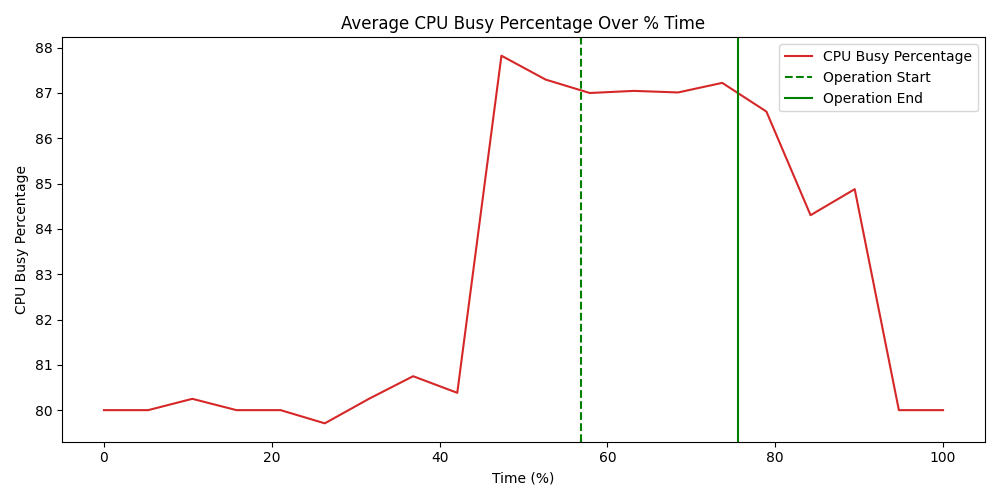 Average CPU Busy Percentage Over % Time
CPU Busy Percentage
Operation Start
Operation End
CPU Busy Percentage
88
87
86
85
84
83
82
81
80
0 20 40 60 80 100
Time (%)